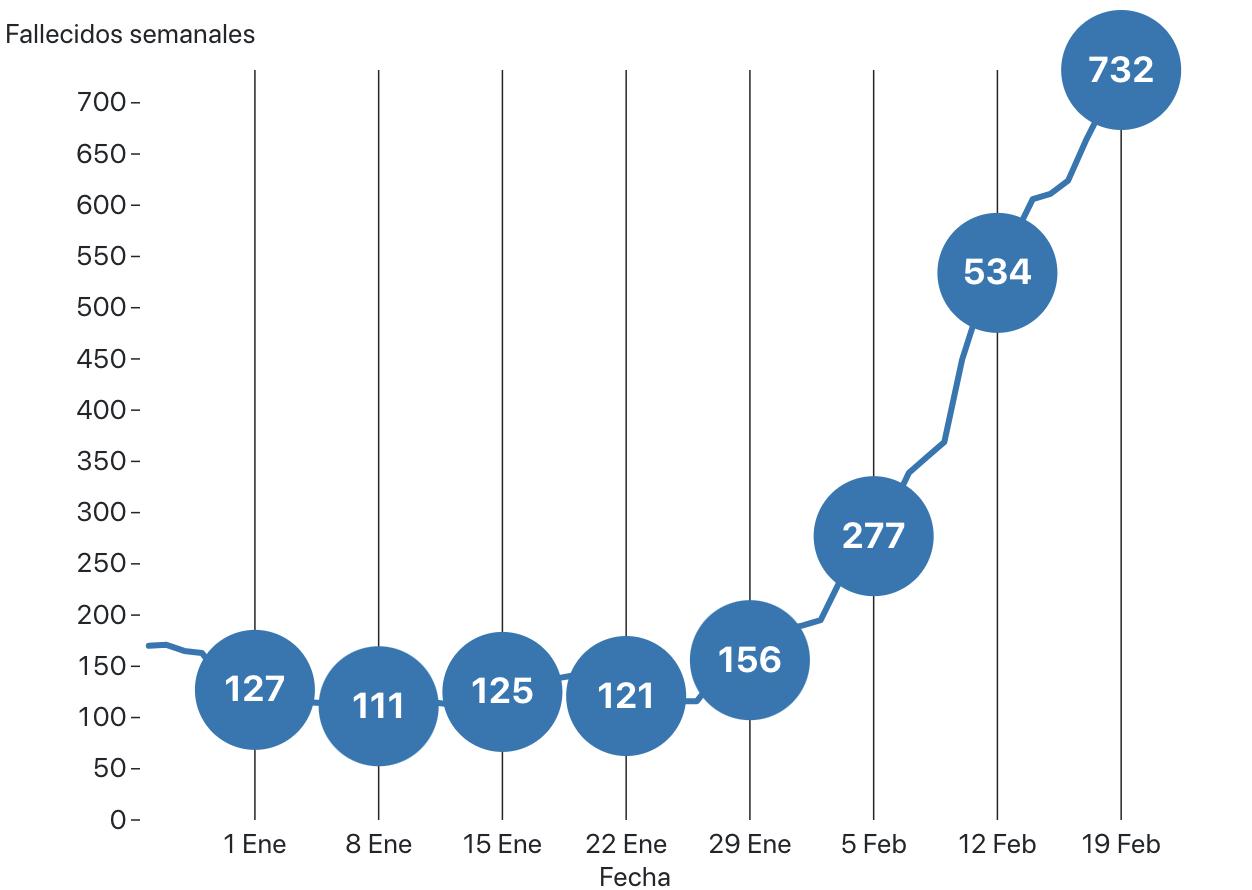 Fallecidos semanales
732
700
650
600
550
534
500
450
400
350
300
277
250
200
156
150
127
111
125
121
100
50
0
1 Ene
8 Ene
15 Ene
22 Ene
29 Ene
5 Feb
12 Feb
19 Feb
Fecha